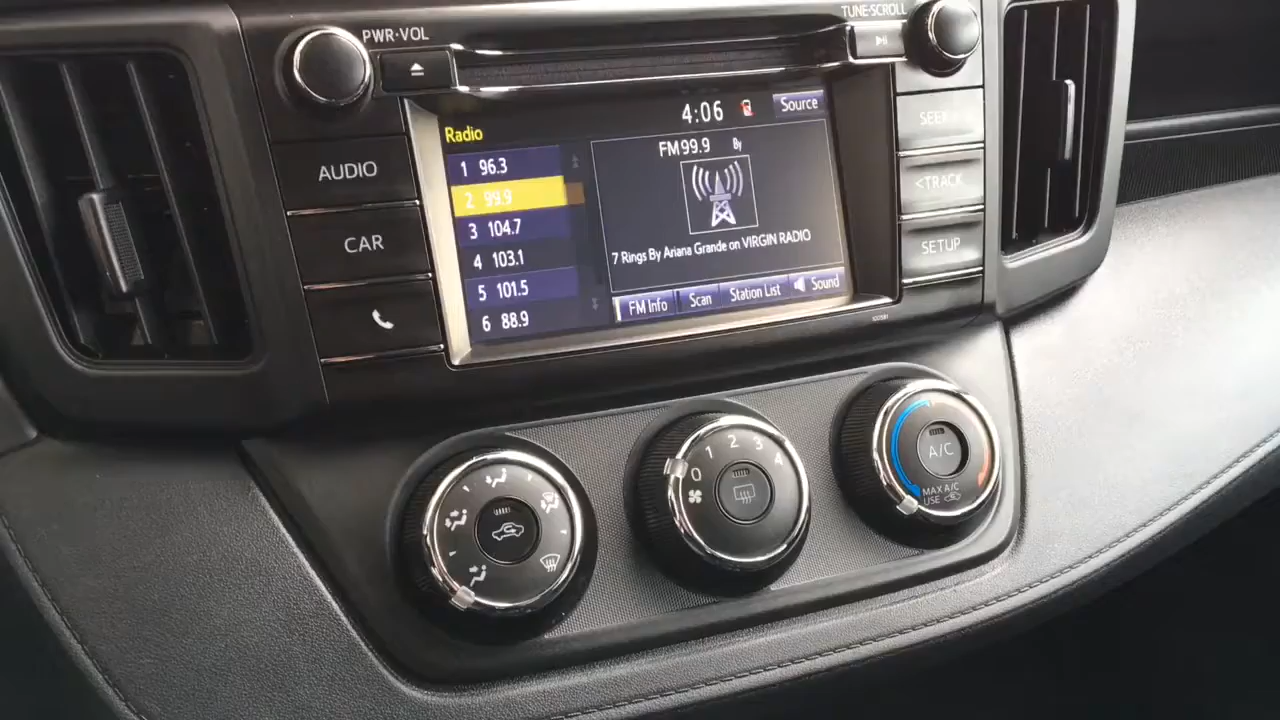 PWR·VOL
TUNE·SCROLL
AUDIO
CAR
4:06
Source
Radio
1 96.3
2 99.9
3 104.7
4 103.1
5 101.5
6 88.9
FM 99.9 By
7 Rings By Ariana Grande on VIRGIN RADIO
FM Info
Scan
Station List
Sound
<TRACK
SETUP
0 1 2 3 4
A/C
MAX A/C
USE